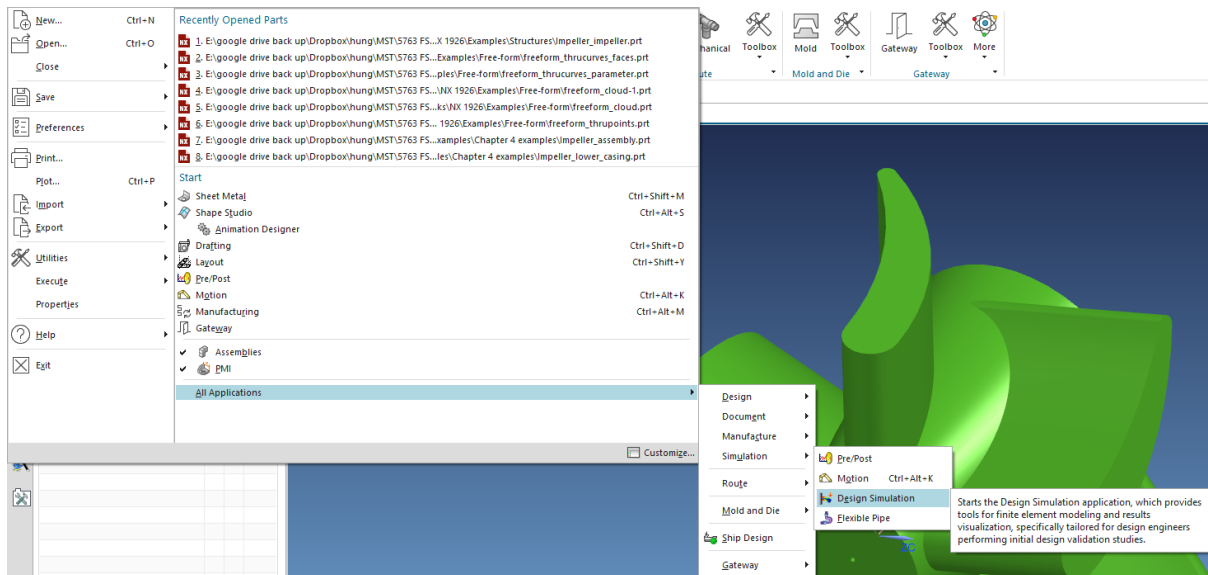 New... Ctrl+N
Open... Ctrl+O
Close
Save
Preferences
Print...
Plot... Ctrl+P
Import
Export
Utilities
Execute
Properties
Help
Exit
Recently Opened Parts
1. E:\google drive back up\Dropbox\hung\MST\5763 FS...X 1926\Examples\Structures\Impeller_impeller.prt
2. E:\google drive back up\Dropbox\hung\MST\5763 FS...Examples\Free-form\freeform_thrucurves_faces.prt
3. E:\google drive back up\Dropbox\hung\MST\5763 FS...ples\Free-form\freeform_thrucurves_parameter.prt
4. E:\google drive back up\Dropbox\hung\MST\5763 FS...\NX 1926\Examples\Free-form\freeform_cloud-1.prt
5. E:\google drive back up\Dropbox\hung\MST\5763 FS...ks\NX 1926\Examples\Free-form\freeform_cloud.prt
6. E:\google drive back up\Dropbox\hung\MST\5763 FS... 1926\Examples\Free-form\freeform_thrupoints.prt
7. E:\google drive back up\Dropbox\hung\MST\5763 FS...xamples\Chapter 4 examples\Impeller_assembly.prt
8. E:\google drive back up\Dropbox\hung\MST\5763 FS...les\Chapter 4 examples\Impeller_lower_casing.prt
Start
Sheet Metal Ctrl+Shift+M
Shape Studio Ctrl+Alt+S
Animation Designer
Drafting Ctrl+Shift+D
Layout Ctrl+Shift+Y
Pre/Post
Motion Ctrl+Alt+K
Manufacturing Ctrl+Alt+M
Gateway
Assemblies
PMI
All Applications
Customize...
hanical Toolbox Mold Toolbox Gateway Toolbox More
ute Mold and Die Gateway
Design
Document
Manufacture
Simulation
Route
Mold and Die
Ship Design
Gateway
Pre/Post
Motion Ctrl+Alt+K
Design Simulation
Flexible Pipe
Starts the Design Simulation application, which provides
tools for finite element modeling and results
visualization, specifically tailored for design engineers
performing initial design validation studies.
ZC